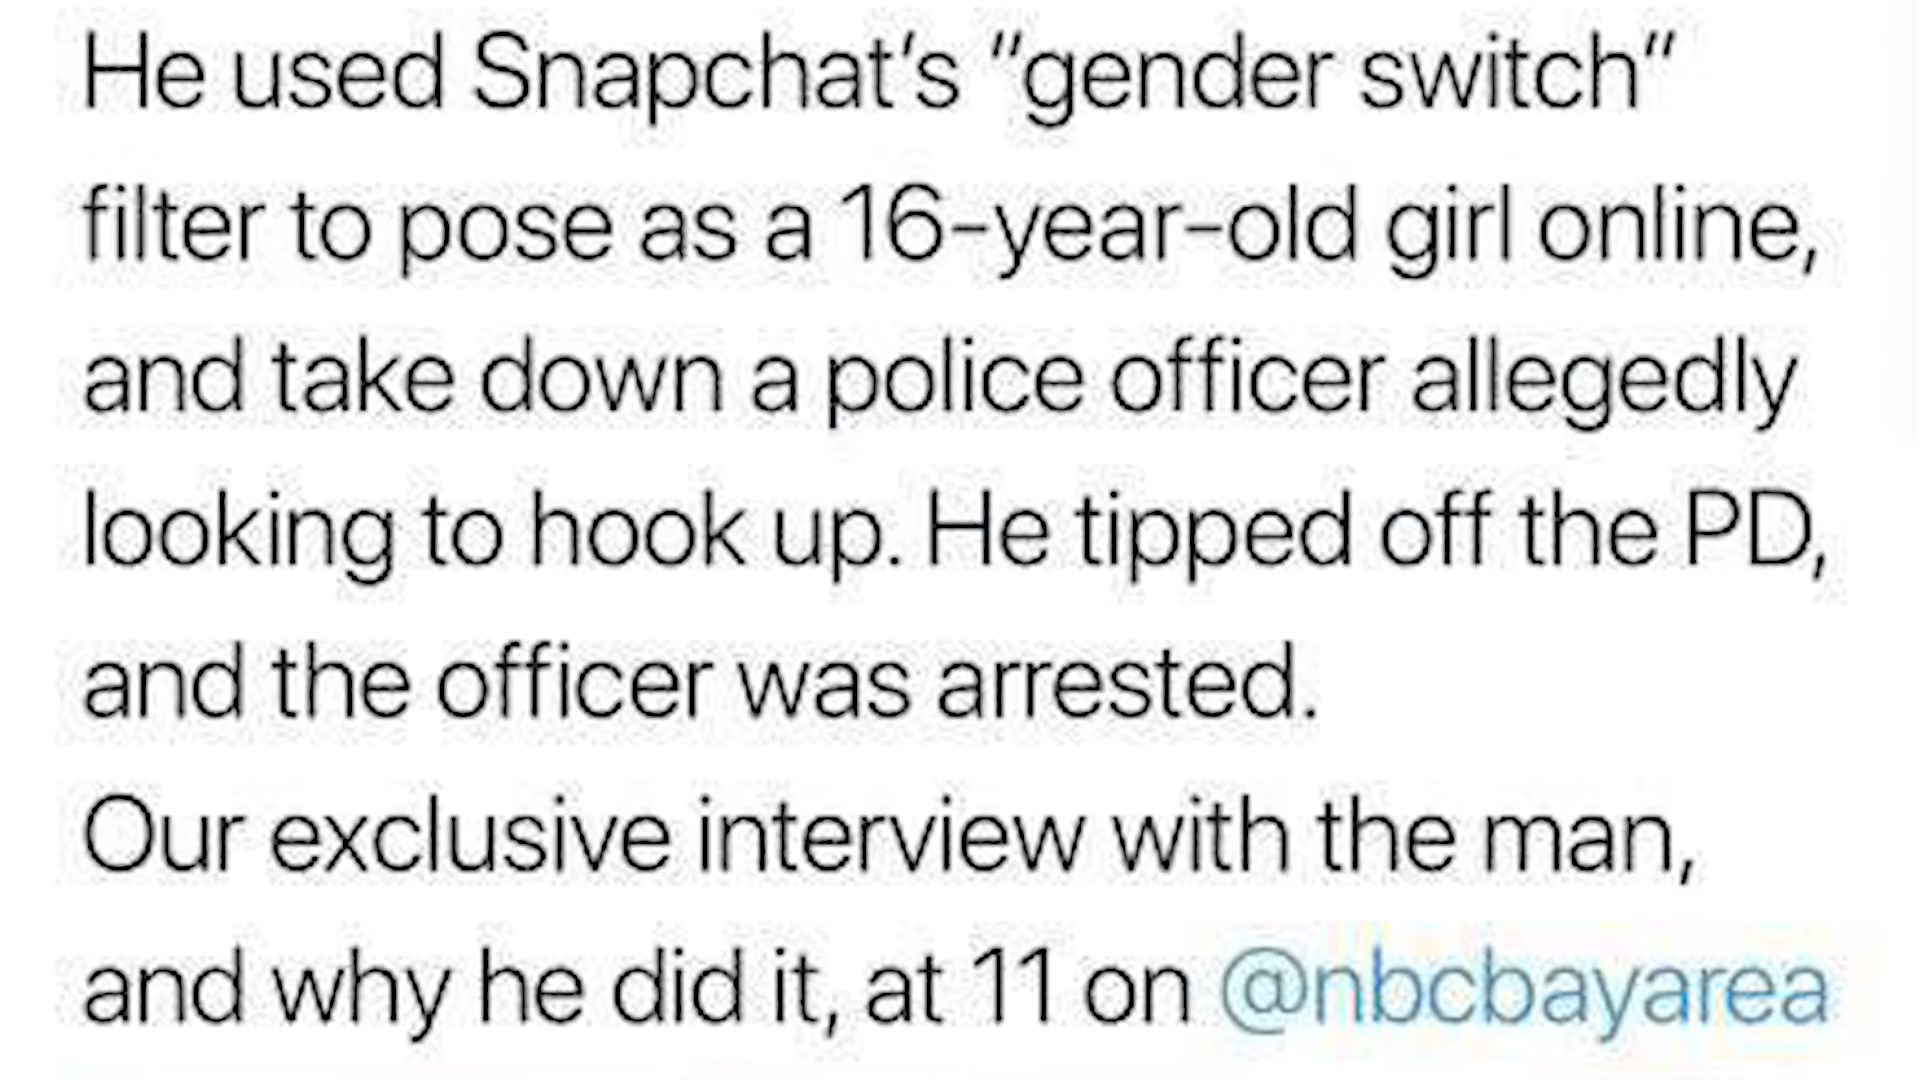 He used Snapchat's "gender switch"
filter to pose as a 16-year-old girl online,
and take down a police officer allegedly
looking to hook up. He tipped off the PD,
and the officer was arrested.
Our exclusive interview with the man,
and why he did it, at 11 on @nbcbayarea